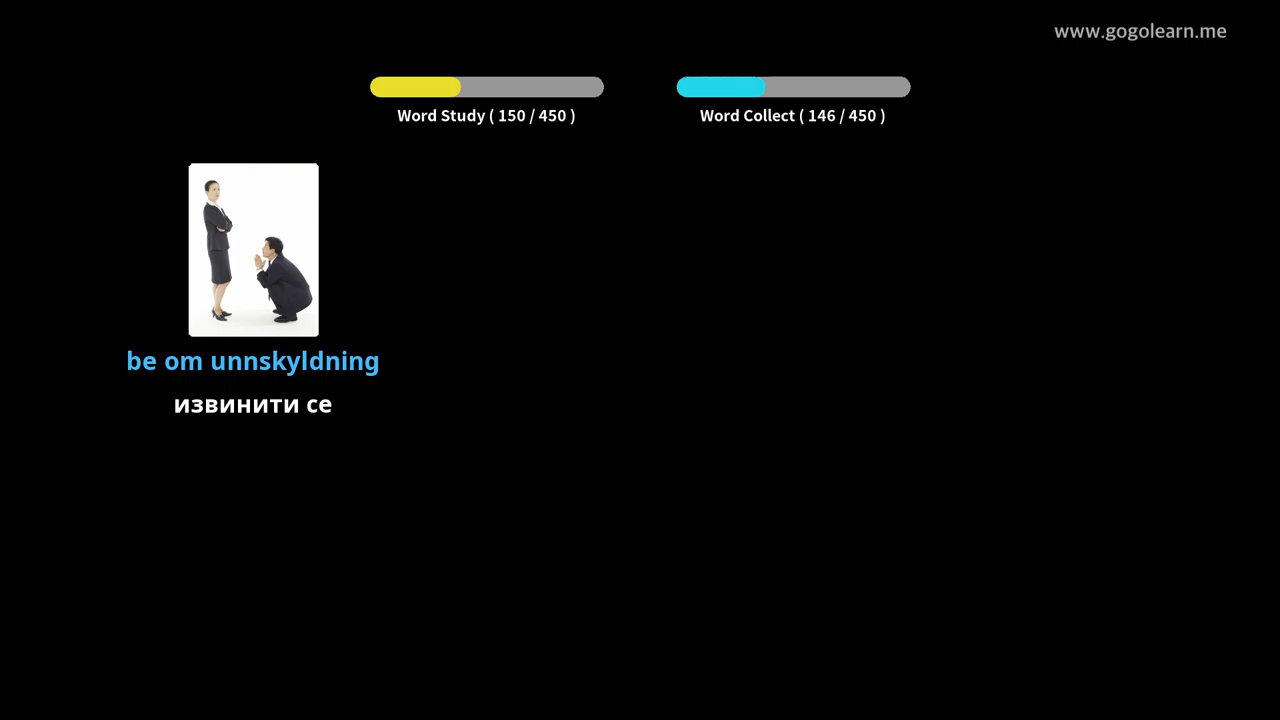 www.gogolearn.me
Word Study ( 150 / 450 )
Word Collect ( 146 / 450 )
be om unnskyldning
извинити се